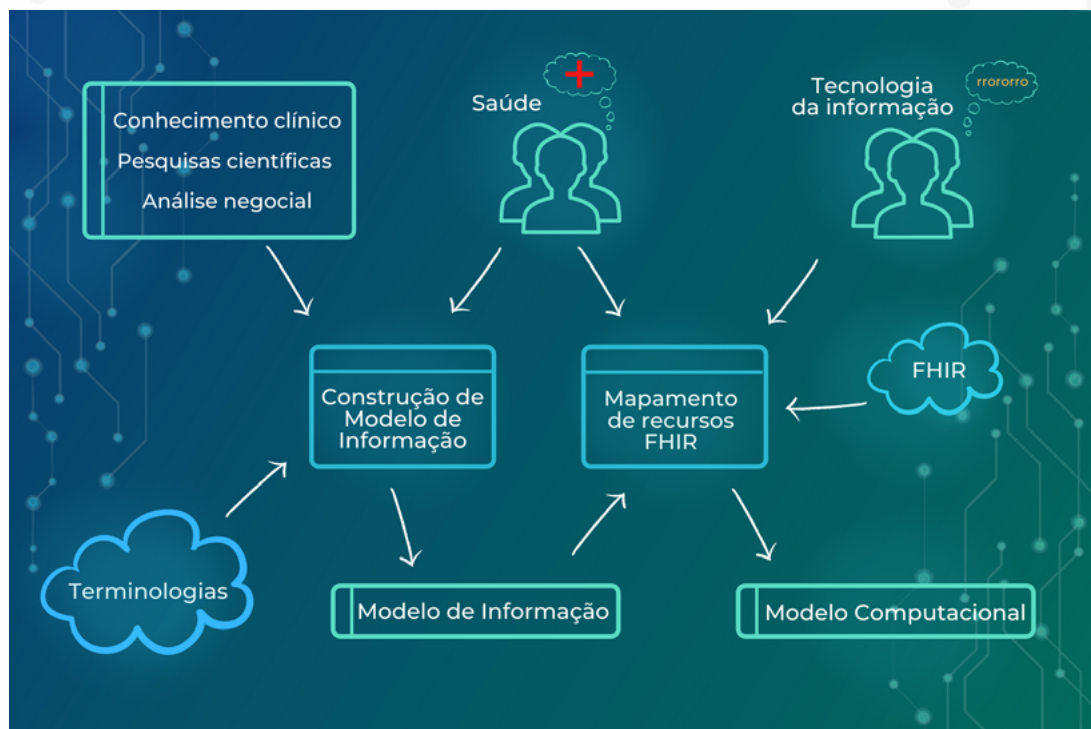 Conhecimento clínico
Pesquisas científicas
Análise negocial
Saúde
Tecnologia
da informação
rrororro
Construção de
Modelo de
Informação
Mapamento
de recursos
FHIR
FHIR
Terminologias
Modelo de Informação
Modelo Computacional